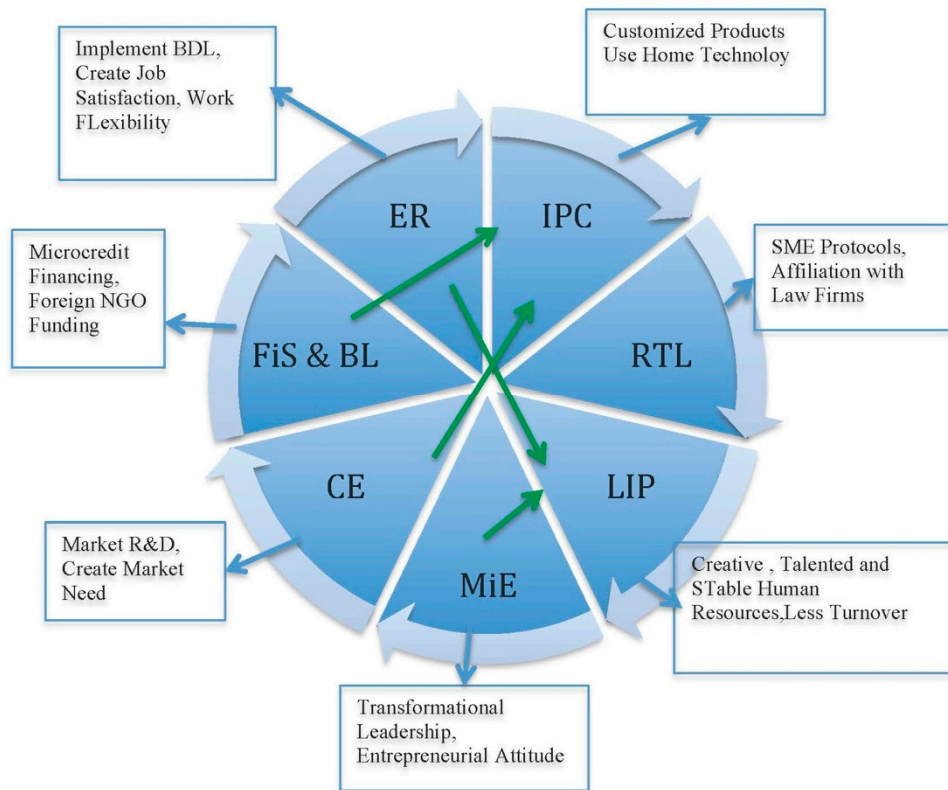 Implement BDL,
Create Job
Satisfaction, Work
FLexibility
Customized Products
Use Home Technoloy
ER
IPC
Microcredit
Financing,
Foreign NGO
Funding
SME Protocols,
Affiliation with
Law Firms
FiS & BL
RTL
CE
LIP
Market R&D,
Create Market
Need
MiE
Creative , Talented and
STable Human
Resources,Less Turnover
Transformational
Leadership,
Entrepreneurial Attitude